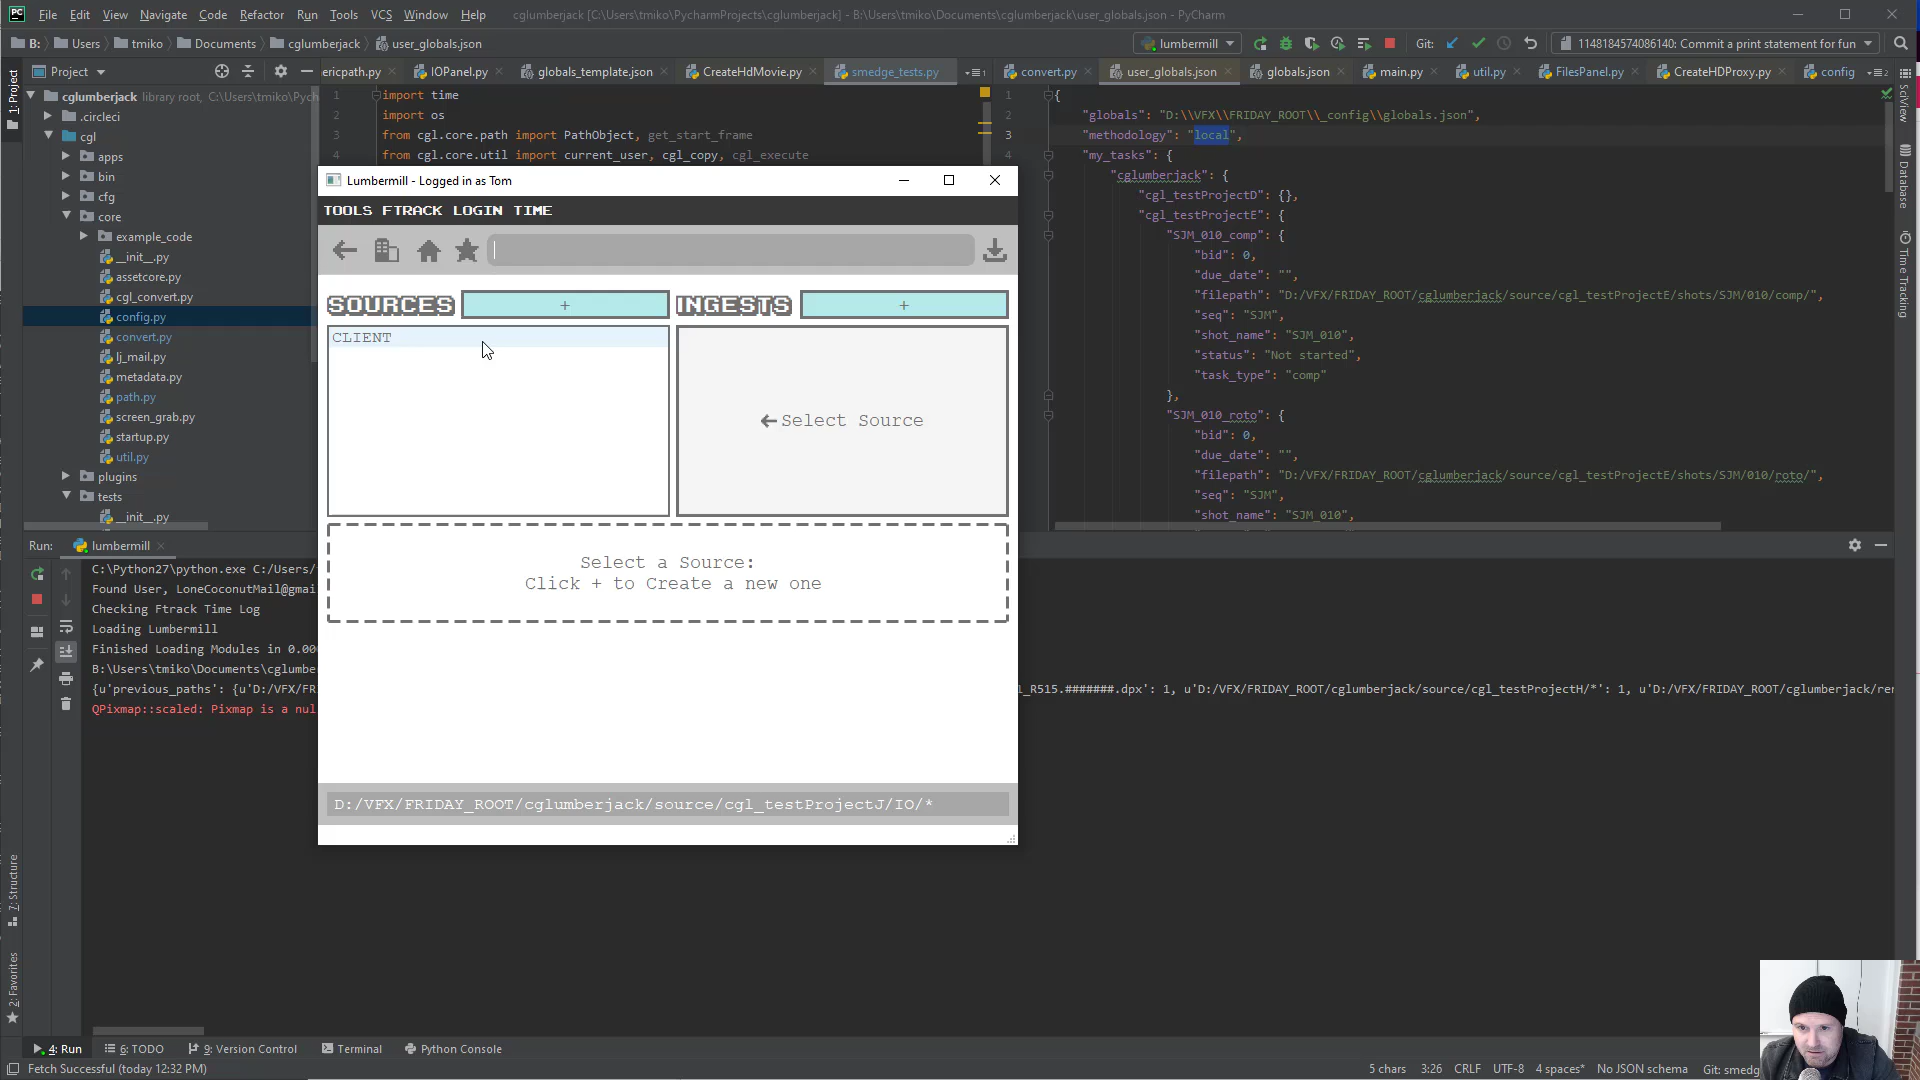 File Edit View Navigate Code Refactor Run Tools VCS Window Help cglumberjack [C:\Users\tmiko\PycharmProjects\cglumberjack] - B:\Users\tmiko\Documents\cglumberjack\user_globals.json - PyCharm
B: Users tmiko Documents cglumberjack user_globals.json lumbermill Git: 1148184574086140: Commit a print statement for fun
Project ericpath.py IOPanel.py globals_template.json CreateHdMovie.py smedge_tests.py convert.py user_globals.json globals.json main.py util.py FilesPanel.py CreateHDProxy.py config
1: Project
cglumberjack library root, C:\Users\tmiko\Pych
.circleci
cgl
apps
bin
cfg
core
example_code
__init__.py
assetcore.py
cgl_convert.py
config.py
convert.py
lj_mail.py
metadata.py
path.py
screen_grab.py
startup.py
util.py
plugins
tests
__init__.py
1 import time
2 import os
3 from cgl.core.path import PathObject, get_start_frame
4 from cgl.core.util import current_user, cgl_copy, cgl_execute
Lumbermill - Logged in as Tom
TOOLS FTRACK LOGIN TIME
SOURCES + INGESTS +
CLIENT
Select Source
Select a Source:
Click + to Create a new one
D:/VFX/FRIDAY_ROOT/cglumberjack/source/cgl_testProjectJ/IO/*
1 {
2 "globals": "D:\\VFX\\FRIDAY_ROOT\\_config\\globals.json",
3 "methodology": "local",
4 "my_tasks": {
"cglumberjack": {
"cgl_testProjectD": {},
"cgl_testProjectE": {
"SJM_010_comp": {
"bid": 0,
"due_date": "",
"filepath": "D:/VFX/FRIDAY_ROOT/cglumberjack/source/cgl_testProjectE/shots/SJM/010/comp/",
"seq": "SJM",
"shot_name": "SJM_010",
"status": "Not started",
"task_type": "comp"
},
"SJM_010_roto": {
"bid": 0,
"due_date": "",
"filepath": "D:/VFX/FRIDAY_ROOT/cglumberjack/source/cgl_testProjectE/shots/SJM/010/roto/",
"seq": "SJM",
"shot_name": "SJM_010",
SciView
Database
Time Tracking
Run: lumbermill
C:\Python27\python.exe C:/Users/
Found User, LoneCoconutMail@gmai
Checking Ftrack Time Log
Loading Lumbermill
Finished Loading Modules in 0.00
B:\Users\tmiko\Documents\cglumbe
{u'previous_paths': {u'D:/VFX/FR 1_R515.#######.dpx': 1, u'D:/VFX/FRIDAY_ROOT/cglumberjack/source/cgl_testProjectH/*': 1, u'D:/VFX/FRIDAY_ROOT/cglumberjack/ren
QPixmap::scaled: Pixmap is a nul
7: Structure
2: Favorites
4: Run 6: TODO 9: Version Control Terminal Python Console
Fetch Successful (today 12:32 PM) 5 chars 3:26 CRLF UTF-8 4 spaces* No JSON schema Git: smedg